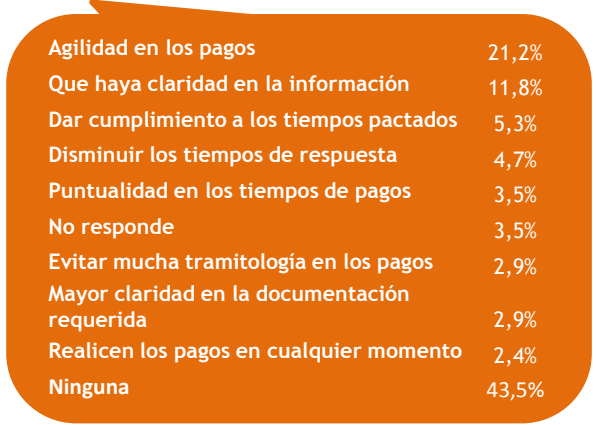 Agilidad en los pagos 21,2%
Que haya claridad en la información 11,8%
Dar cumplimiento a los tiempos pactados 5,3%
Disminuir los tiempos de respuesta 4,7%
Puntualidad en los tiempos de pagos 3,5%
No responde 3,5%
Evitar mucha tramitología en los pagos 2,9%
Mayor claridad en la documentación
requerida 2,9%
Realicen los pagos en cualquier momento 2,4%
Ninguna 43,5%